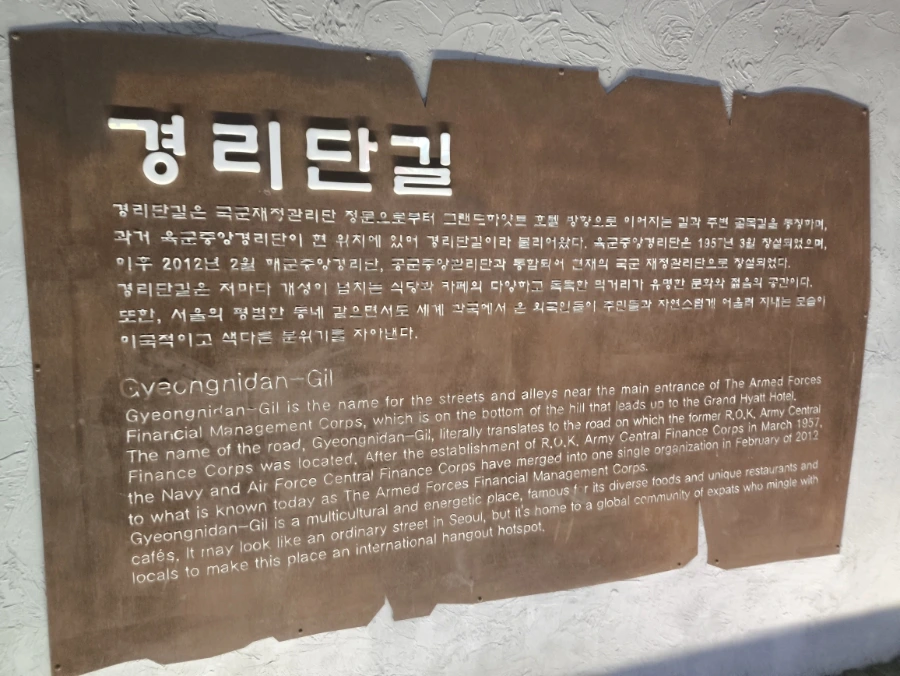 경리단길
경리단길은 국군재정관리단 정문으로부터 그랜드하얏트 호텔 방향으로 이어지는 길과 주변 골목길을 통칭하며,
과거 육군중앙경리단이 현 위치에 있어 경리단길이라 불리어왔다. 육군중앙경리단은 1957년 3월 창설되었으며,
이후 2012년 2월 해군중앙경리단, 공군중앙관리단과 통합되어 현재의 국군 재정관리단으로 창설되었다.
경리단길은 저마다 개성이 넘치는 식당과 카페의 다양하고 독특한 먹거리가 유명한 문화와 젊음의 공간이다.
또한, 서울의 평범한 동네 같으면서도 세계 각국에서 온 외국인들이 주민들과 자연스럽게 어울려 지내는 모습이
이국적이고 색다른 분위기를 자아낸다.
Gyeongnidan-Gil
Gyeongnidan-Gil is the name for the streets and alleys near the main entrance of The Armed Forces
Financial Management Corps, which is on the bottom of the hill that leads up to the Grand Hyatt Hotel.
The name of the road, Gyeongnidan-Gil, literally translates to the road on which the former R.O.K. Army Central
Finance Corps was located. After the establishment of R.O.K. Army Central Finance Corps in March 1957,
the Navy and Air Force Central Finance Corps have merged into one single organization in February of 2012
to what is known today as The Armed Forces Financial Management Corps.
Gyeongnidan-Gil is a multicultural and energetic place, famous for its diverse foods and unique restaurants and
cafés. It may look like an ordinary street in Seoul, but it's home to a global community of expats who mingle with
locals to make this place an international hangout hotspot.